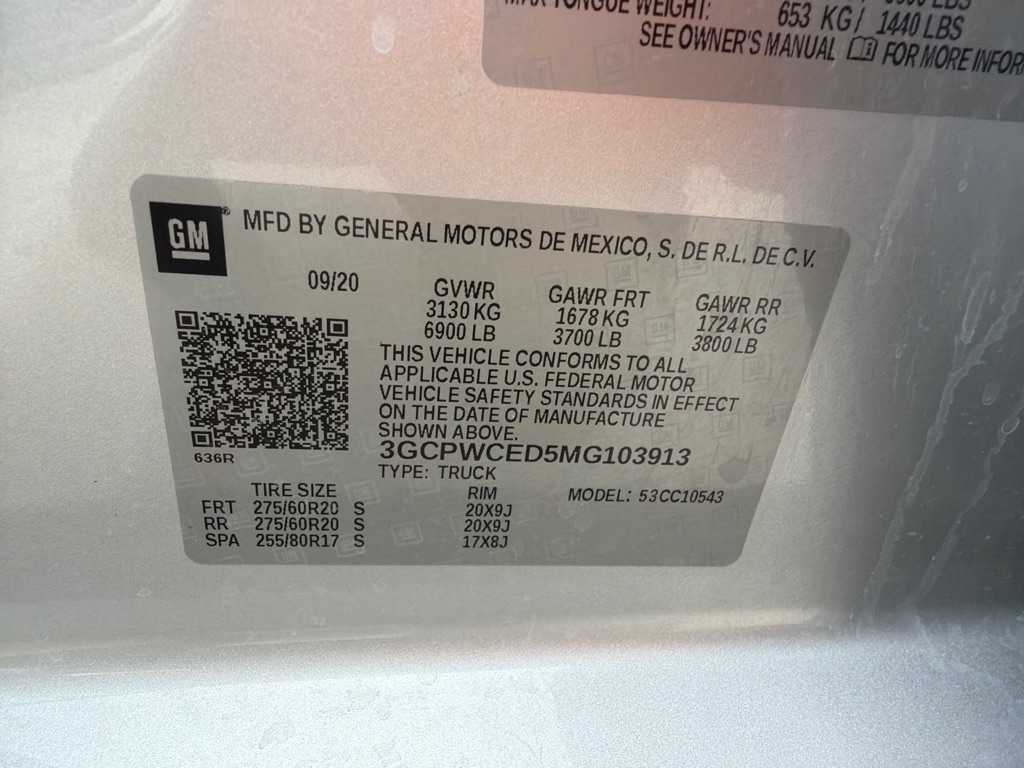 MAX TONGUE WEIGHT: 653 KG/ 1440 LBS
SEE OWNER'S MANUAL FOR MORE INFOR
GM®
MFD BY GENERAL MOTORS DE MEXICO, S. DE R.L. DE C.V.
09/20
GVWR GAWR FRT GAWR RR
3130 KG 1678 KG 1724 KG
6900 LB 3700 LB 3800 LB
THIS VEHICLE CONFORMS TO ALL
APPLICABLE U.S. FEDERAL MOTOR
VEHICLE SAFETY STANDARDS IN EFFECT
ON THE DATE OF MANUFACTURE
SHOWN ABOVE.
636R
3GCPWCED5MG103913
TYPE: TRUCK
TIRE SIZE RIM MODEL: 53CC10543
FRT 275/60R20 S 20X9J
RR 275/60R20 S 20X9J
SPA 255/80R17 S 17X8J